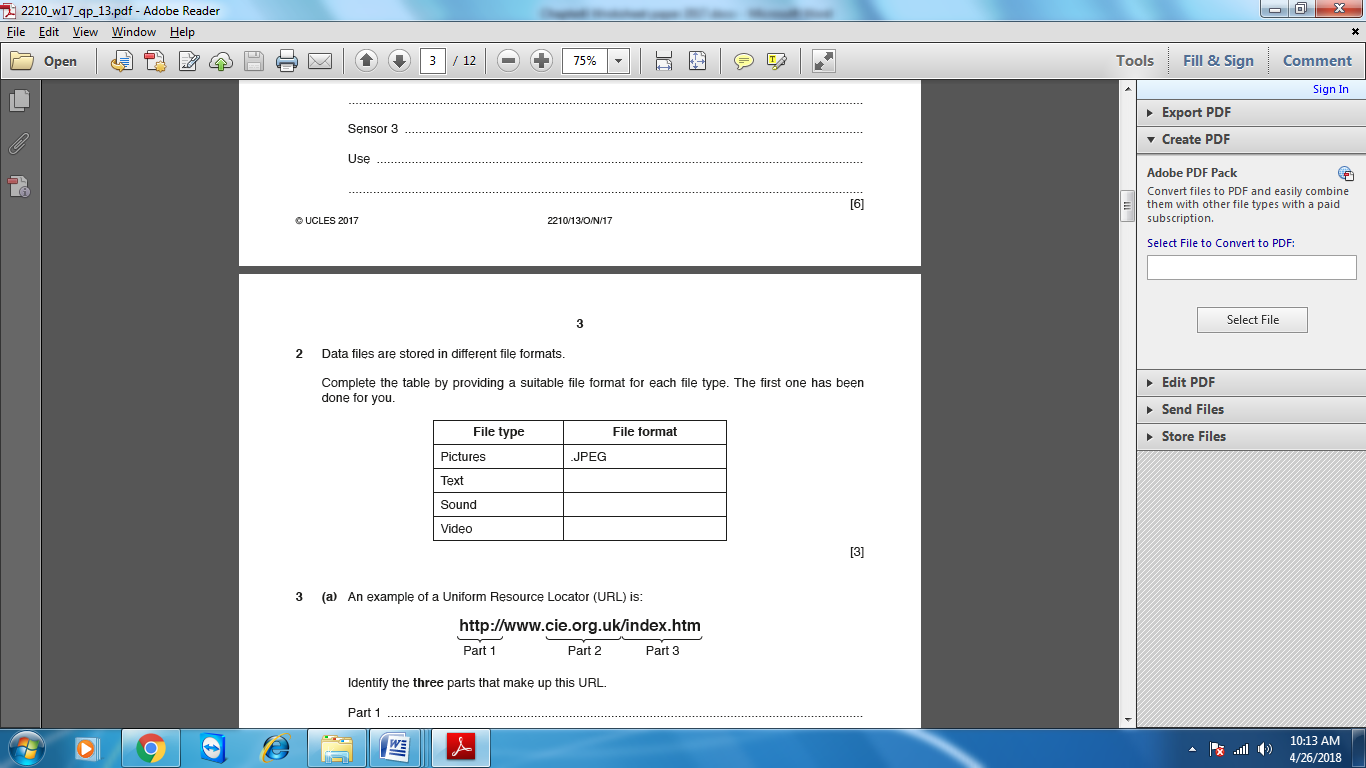 2210_w17_qp_13.pdf - Adobe Reader
File Edit View Window Help
Open 3 / 12 75% Tools Fill & Sign Comment
Sign In
Export PDF
Create PDF
Adobe PDF Pack
Convert files to PDF and easily combine
them with other file types with a paid
subscription.
Select File to Convert to PDF:
Select File
Edit PDF
Send Files
Store Files
Sensor 3
Use
[6]
© UCLES 2017 2210/13/O/N/17
3
2 Data files are stored in different file formats.
Complete the table by providing a suitable file format for each file type. The first one has been
done for you.
File type File format
Pictures .JPEG
Text
Sound
Video
[3]
3 (a) An example of a Uniform Resource Locator (URL) is:
http://www.cie.org.uk/index.htm
Part 1 Part 2 Part 3
Identify the three parts that make up this URL.
Part 1
10:13 AM
4/26/2018